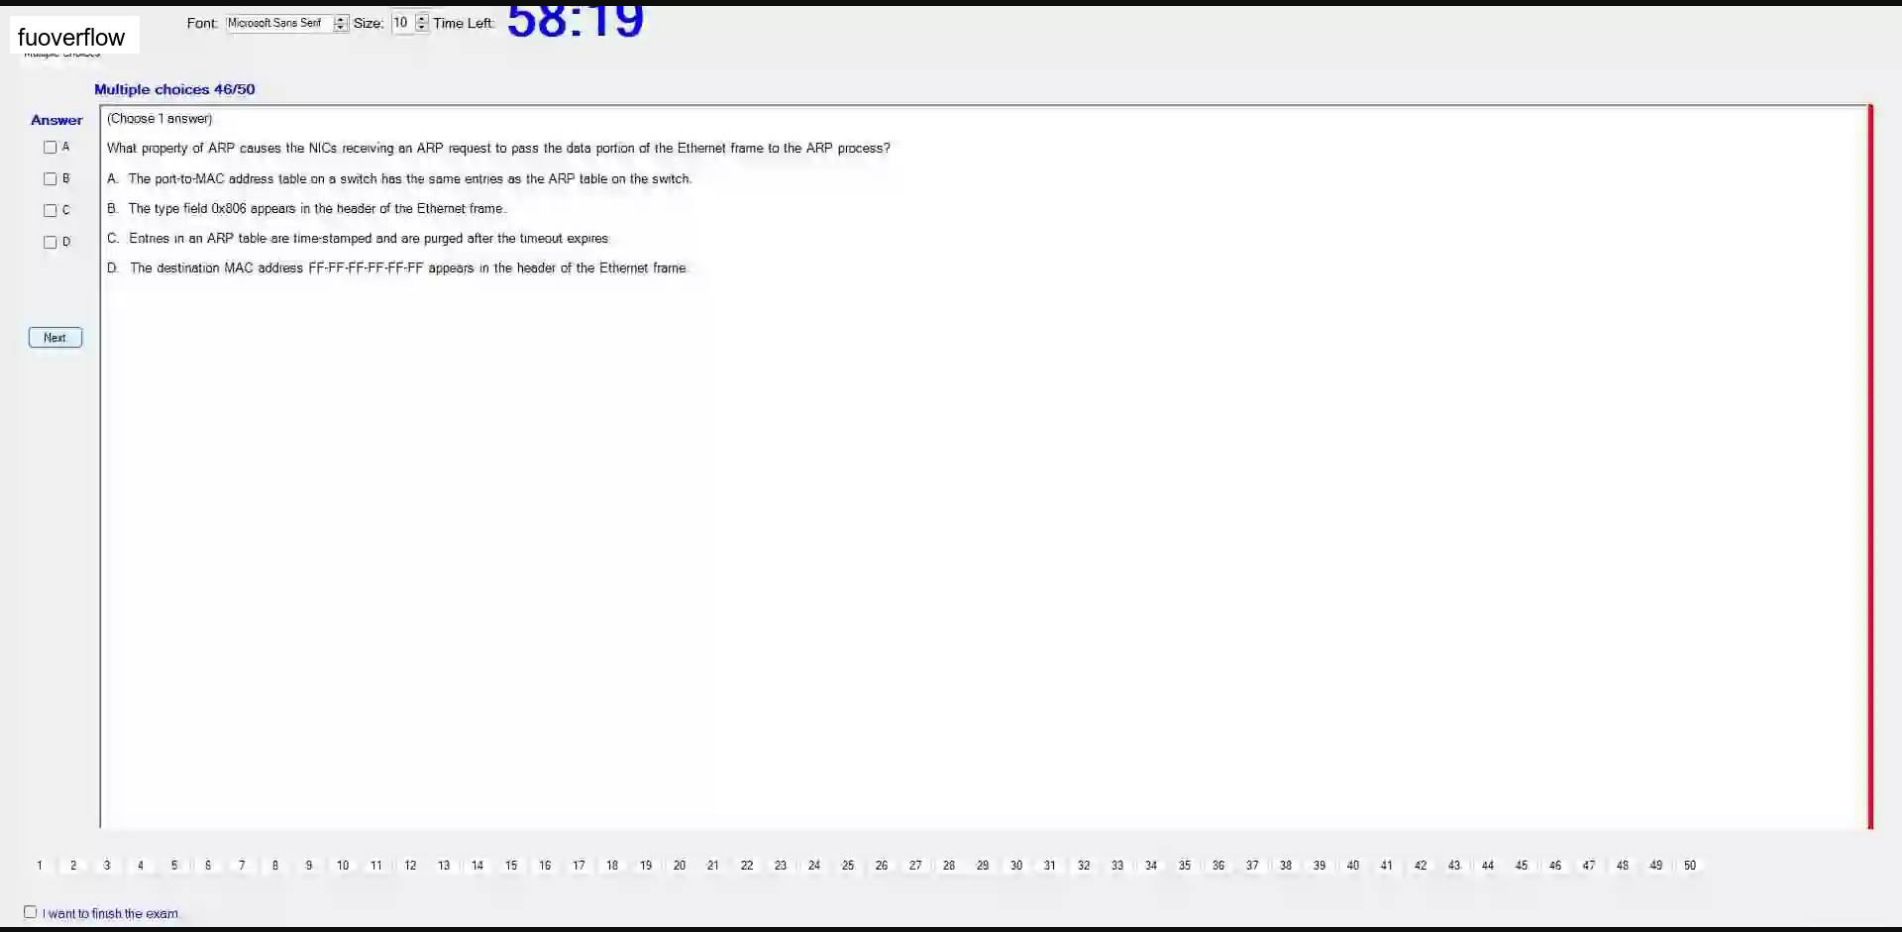 Font: Microsoft Sans Serif Size: 10 Time Left: 58:19
fuoverflow
Multiple choices
Multiple choices 46/50
Answer
(Choose 1 answer)
A
What property of ARP causes the NICs receiving an ARP request to pass the data portion of the Ethernet frame to the ARP process?
B
A. The port-to-MAC address table on a switch has the same entries as the ARP table on the switch.
C
B. The type field 0x806 appears in the header of the Ethernet frame.
D
C. Entries in an ARP table are time-stamped and are purged after the timeout expires
D. The destination MAC address FF-FF-FF-FF-FF-FF appears in the header of the Ethernet frame.
Next
1 2 3 4 5 6 7 8 9 10 11 12 13 14 15 16 17 18 19 20 21 22 23 24 25 26 27 28 29 30 31 32 33 34 35 36 37 38 39 40 41 42 43 44 45 46 47 48 49 50
I want to finish the exam.